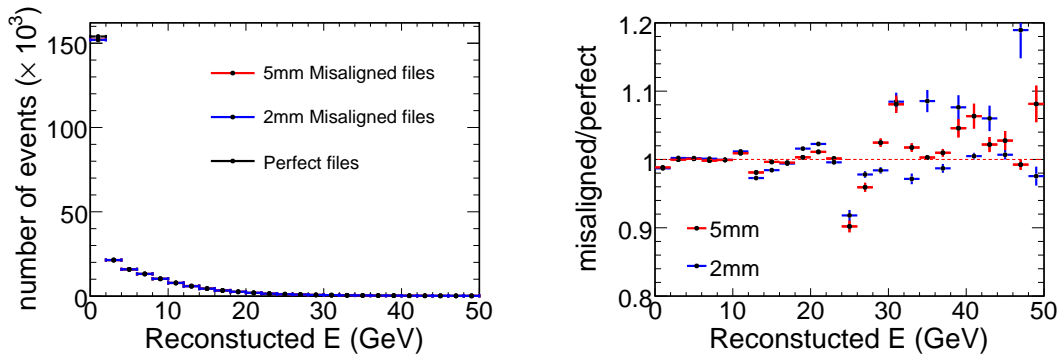 number of events (× 10³)
150
100
50
0
5mm Misaligned files
2mm Misaligned files
Perfect files
0 10 20 30 40 50
Reconstucted E (GeV)
misaligned/perfect
1.2
1.1
1
0.9
0.8
5mm
2mm
0 10 20 30 40 50
Reconstucted E (GeV)